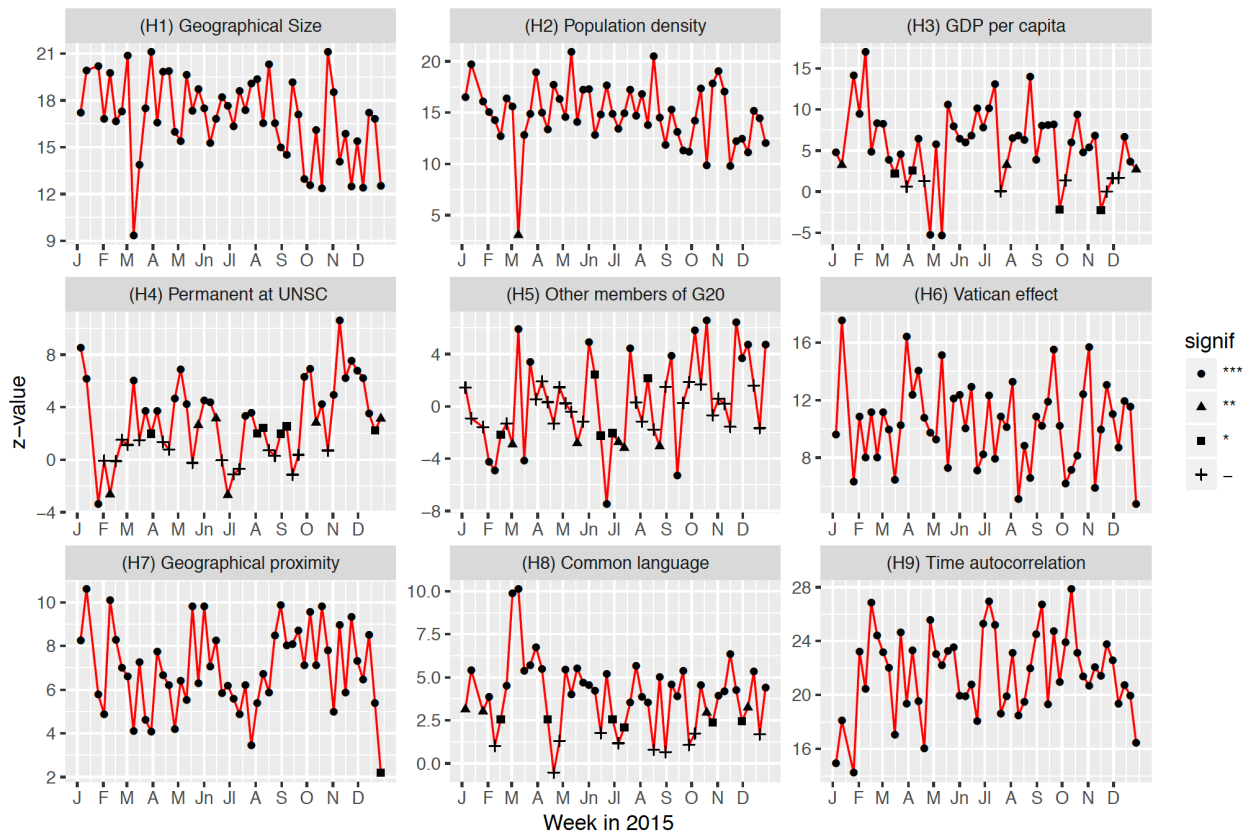 (H1) Geographical Size
(H2) Population density
(H3) GDP per capita
21
18
15
12
9
20
15
10
5
15
10
5
0
−5
J F M A M Jn Jl A S O N D
J F M A M Jn Jl A S O N D
J F M A M Jn Jl A S O N D
(H4) Permanent at UNSC
(H5) Other members of G20
(H6) Vatican effect
8
4
0
−4
4
0
−4
−8
16
12
8
J F M A M Jn Jl A S O N D
J F M A M Jn Jl A S O N D
J F M A M Jn Jl A S O N D
(H7) Geographical proximity
(H8) Common language
(H9) Time autocorrelation
10
8
6
4
2
10.0
7.5
5.0
2.5
0.0
28
24
20
16
J F M A M Jn Jl A S O N D
J F M A M Jn Jl A S O N D
J F M A M Jn Jl A S O N D
z−value
Week in 2015
signif
***
**
*
−